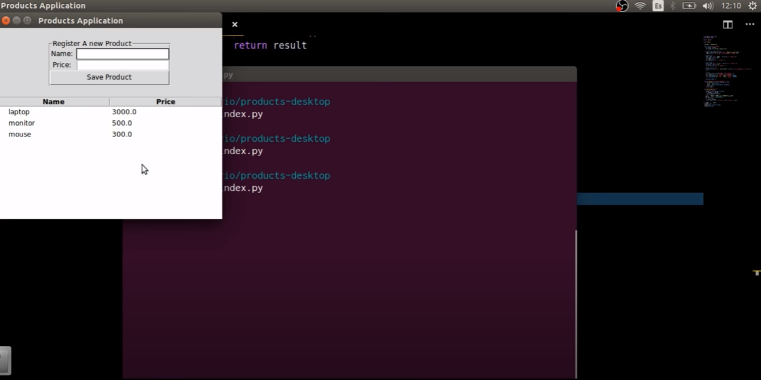 Products Application
Es
12:10
Products Application
Register A new Product
Name:
Price:
Save Product
Name Price
laptop 3000.0
monitor 500.0
mouse 300.0
return result
py
io/products-desktop
ndex.py
io/products-desktop
ndex.py
io/products-desktop
ndex.py